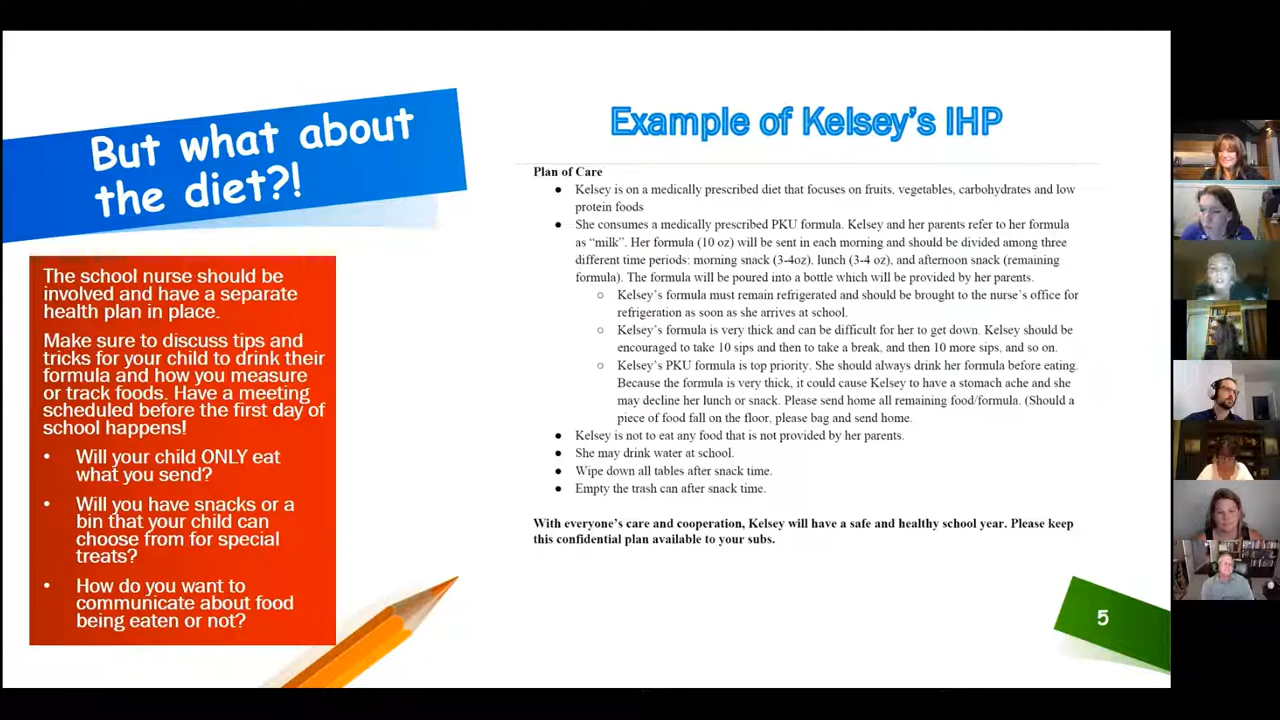 But what about
the diet?!
The school nurse should be
involved and have a separate
health plan in place.
Make sure to discuss tips and
tricks for your child to drink their
formula and how you measure
or track foods. Have a meeting
scheduled before the first day of
school happens!
• Will your child ONLY eat
what you send?
• Will you have snacks or a
bin that your child can
choose from for special
treats?
• How do you want to
communicate about food
being eaten or not?
Example of Kelsey's IHP
Plan of Care
● Kelsey is on a medically prescribed diet that focuses on fruits, vegetables, carbohydrates and low
protein foods
● She consumes a medically prescribed PKU formula. Kelsey and her parents refer to her formula
as “milk”. Her formula (10 oz) will be sent in each morning and should be divided among three
different time periods: morning snack (3-4oz), lunch (3-4 oz), and afternoon snack (remaining
formula). The formula will be poured into a bottle which will be provided by her parents.
○ Kelsey’s formula must remain refrigerated and should be brought to the nurse’s office for
refrigeration as soon as she arrives at school.
○ Kelsey’s formula is very thick and can be difficult for her to get down. Kelsey should be
encouraged to take 10 sips and then to take a break, and then 10 more sips, and so on.
○ Kelsey’s PKU formula is top priority. She should always drink her formula before eating.
Because the formula is very thick, it could cause Kelsey to have a stomach ache and she
may decline her lunch or snack. Please send home all remaining food/formula. (Should a
piece of food fall on the floor, please bag and send home.
● Kelsey is not to eat any food that is not provided by her parents.
● She may drink water at school.
● Wipe down all tables after snack time.
● Empty the trash can after snack time.
With everyone’s care and cooperation, Kelsey will have a safe and healthy school year. Please keep
this confidential plan available to your subs.
5